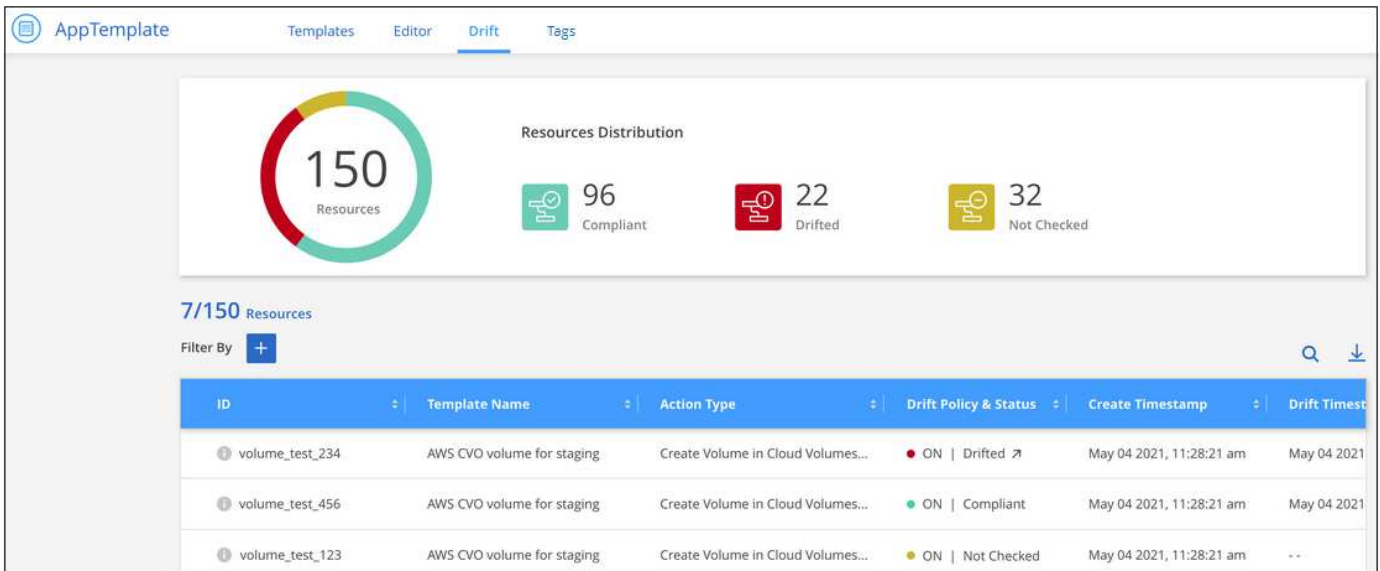 AppTemplate Templates Editor Drift Tags
150
Resources
Resources Distribution
96
Compliant
22
Drifted
32
Not Checked
7/150 Resources
Filter By +
ID Template Name Action Type Drift Policy & Status Create Timestamp Drift Timest
volume_test_234 AWS CVO volume for staging Create Volume in Cloud Volumes... ON | Drifted May 04 2021, 11:28:21 am May 04 2021
volume_test_456 AWS CVO volume for staging Create Volume in Cloud Volumes... ON | Compliant May 04 2021, 11:28:21 am May 04 2021
volume_test_123 AWS CVO volume for staging Create Volume in Cloud Volumes... ON | Not Checked May 04 2021, 11:28:21 am - -